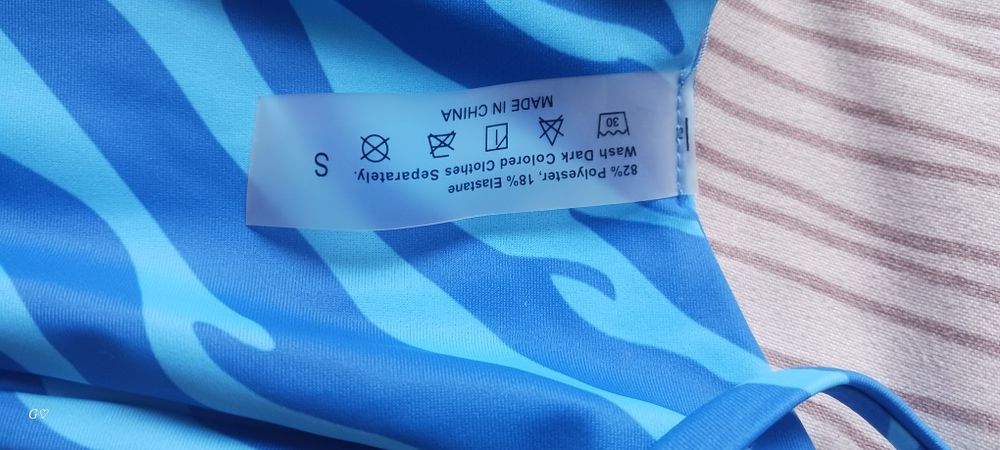 82% Polyester, 18% Elastane
Wash Dark Colored Clothes Separately.
30
MADE IN CHINA
S
G♡